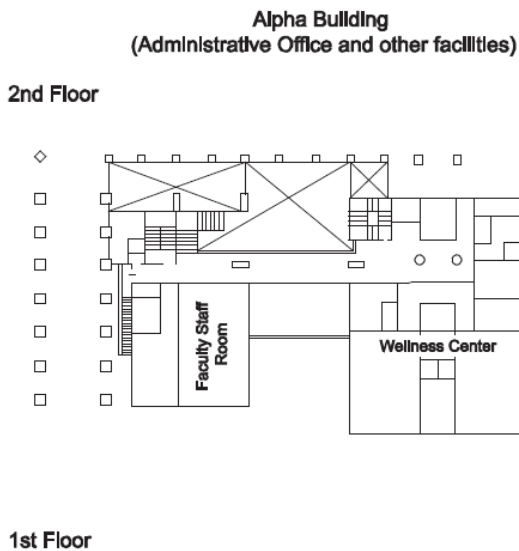 Alpha Building
(Administrative Office and other facilities)
2nd Floor
Faculty Staff
Room
Wellness Center
1st Floor